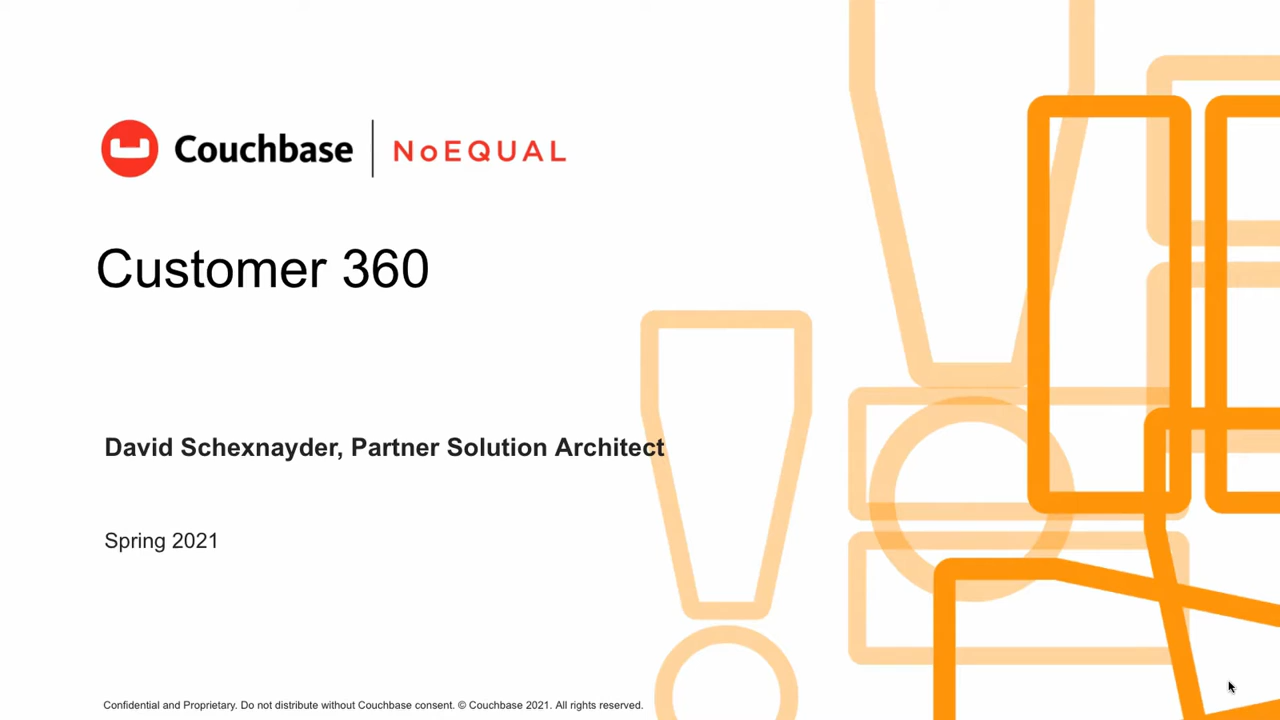 Couchbase | NoEQUAL
Customer 360
David Schexnayder, Partner Solution Architect
Spring 2021
Confidential and Proprietary. Do not distribute without Couchbase consent. © Couchbase 2021. All rights reserved.